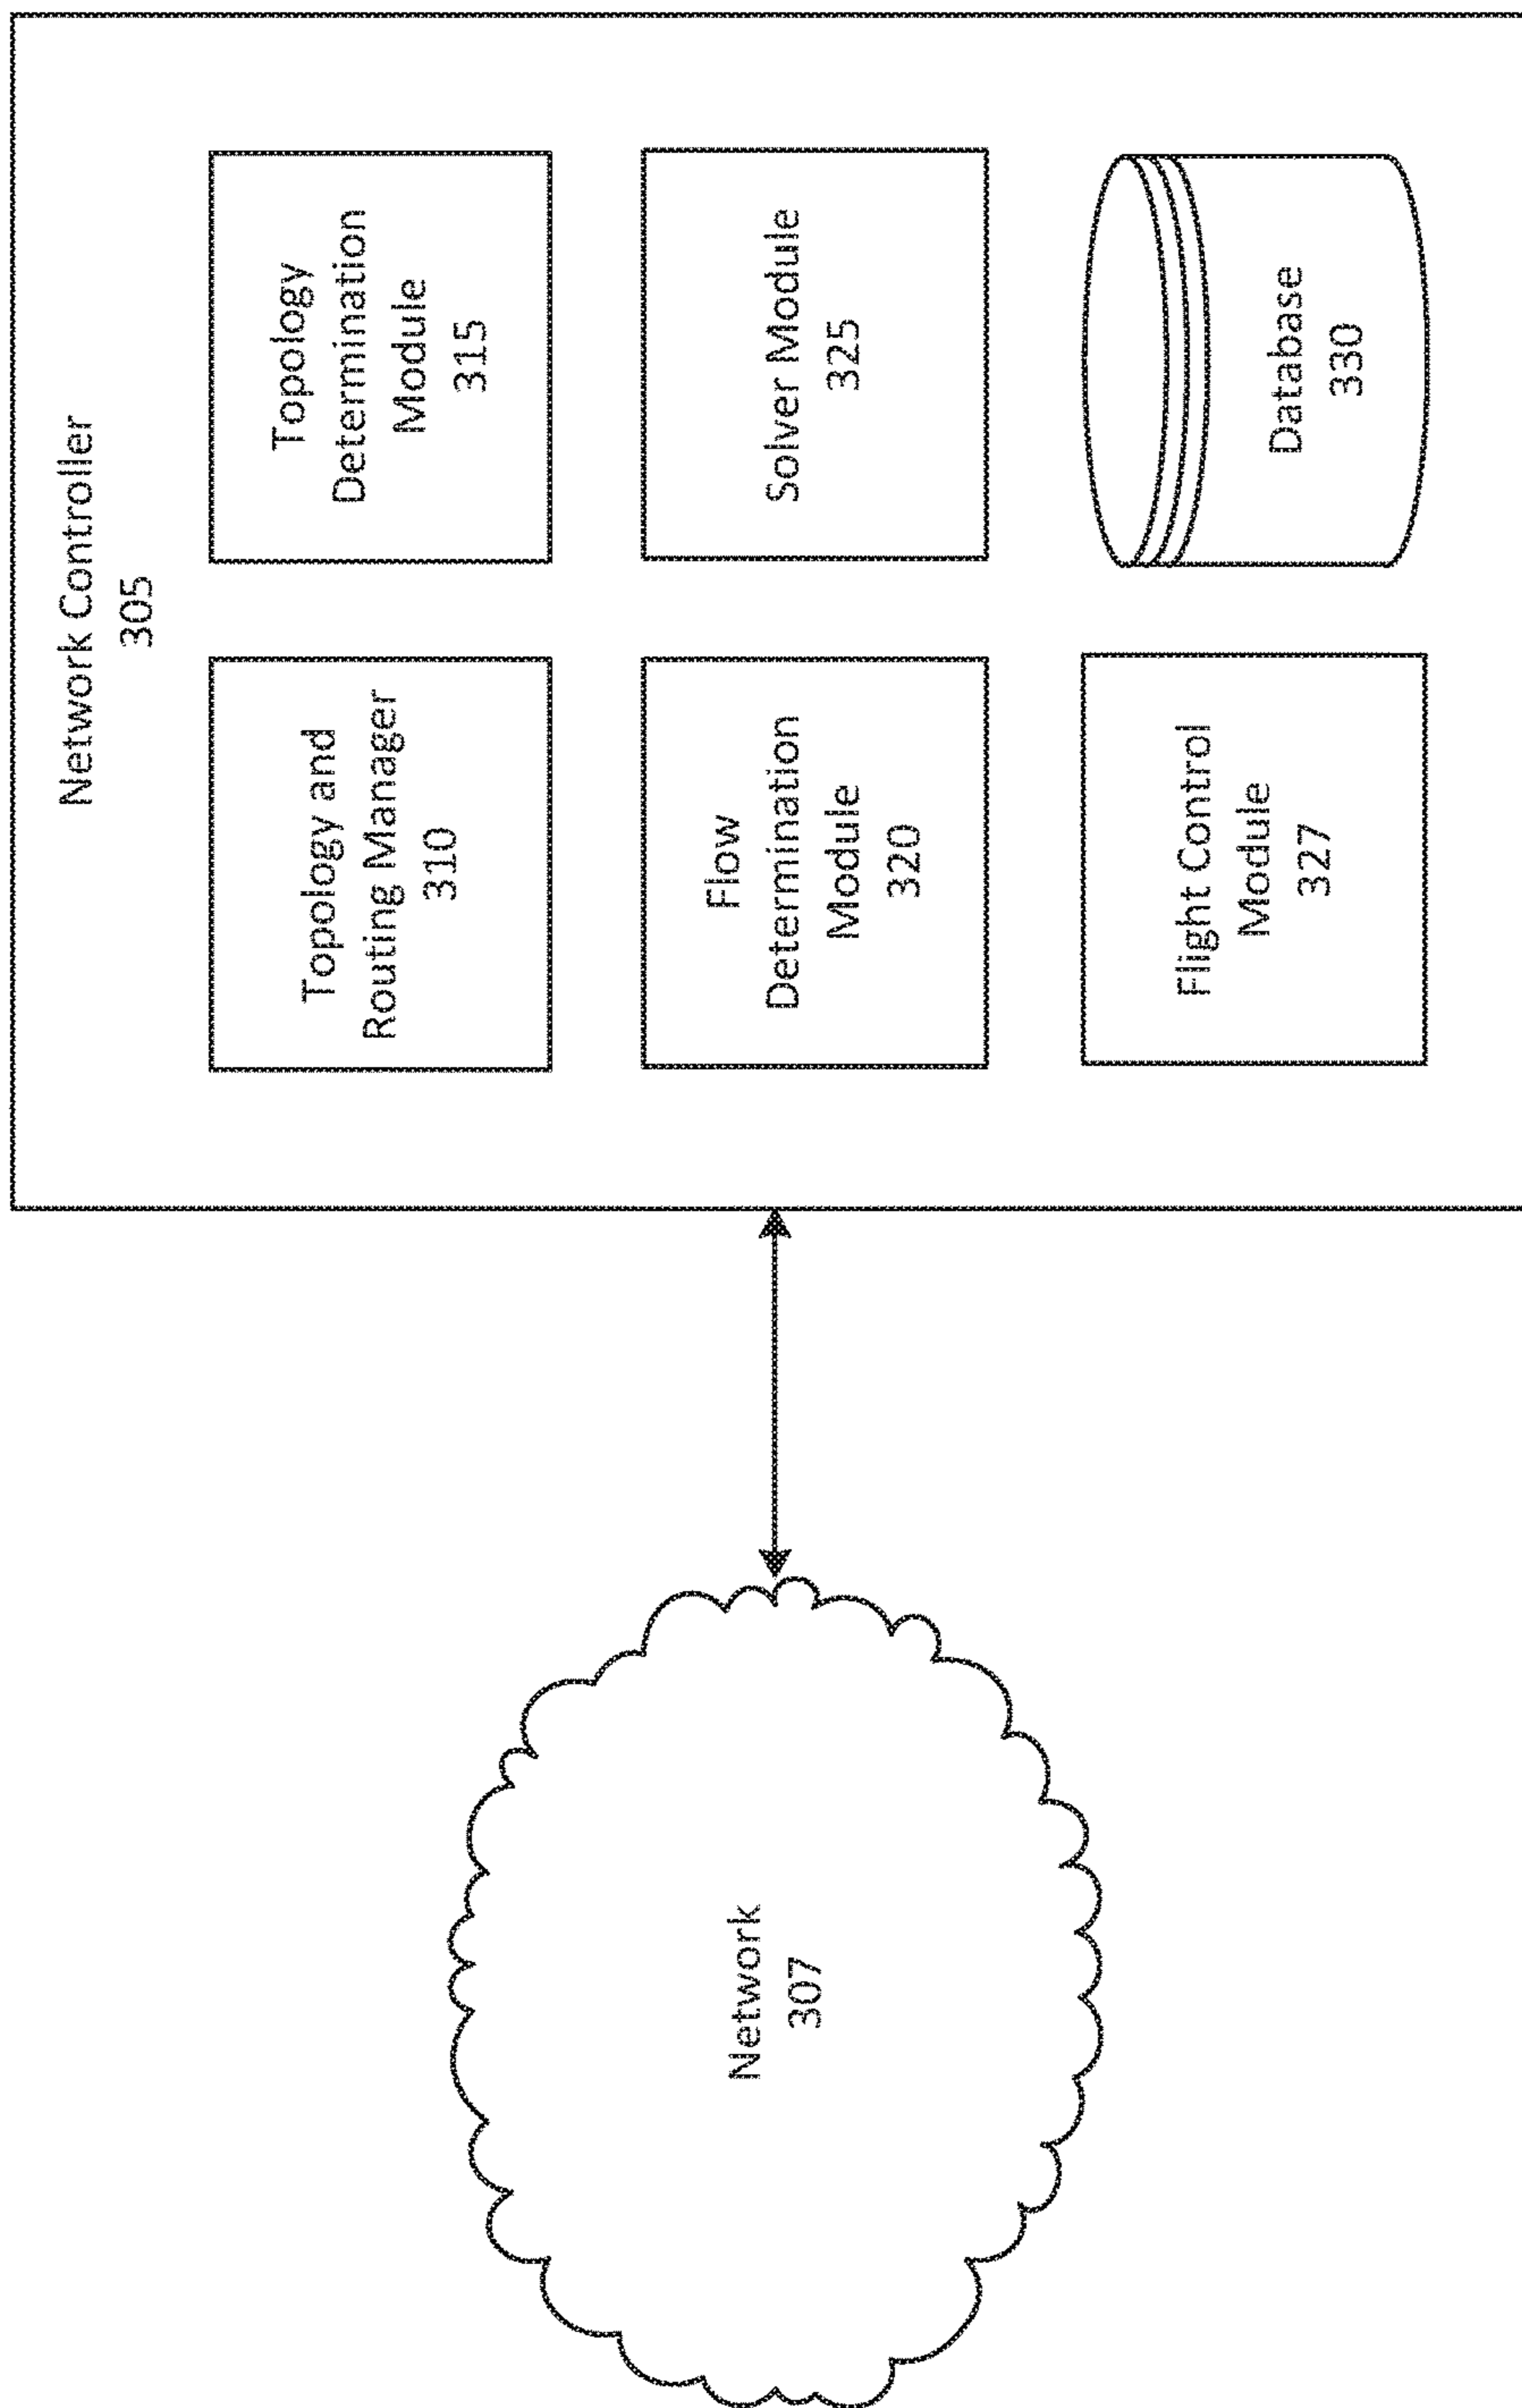 Network Controller
305
Topology and
Routing Manager
310
Topology
Determination
Module
315
Flow
Determination
Module
320
Solver Module
325
Flight Control
Module
327
Database
330
Network
307